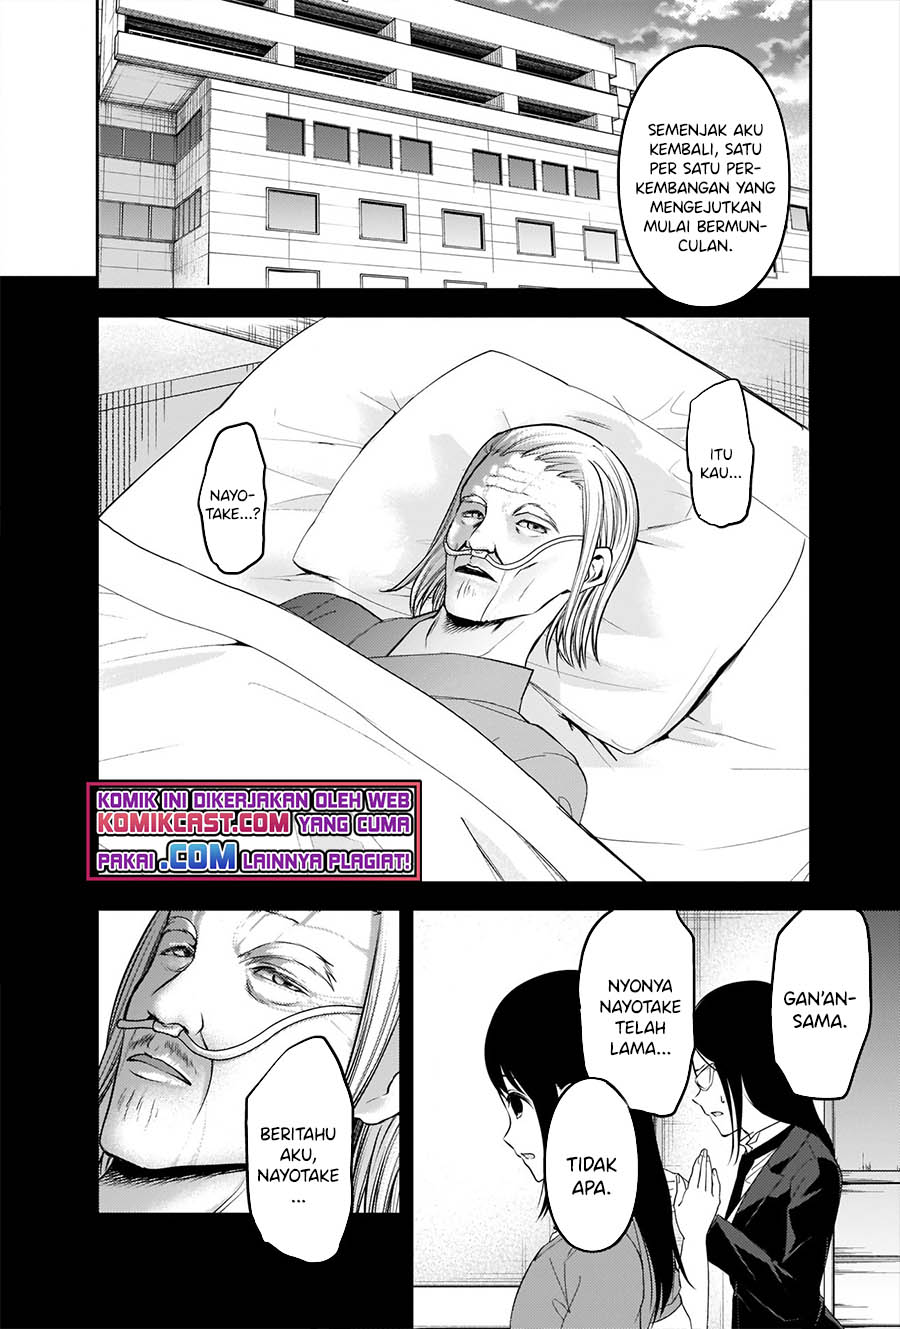 SEMENJAK AKU
KEMBALI, SATU
PER SATU PER-
KEMBANGAN YANG
MENGEJUTKAN
MULAI BERMUN-
CULAN.
ITU
KAU...
NAYO-
TAKE...?
KOMIK INI DIKERJAKAN OLEH WEB
KOMIKCAST.COM YANG CUMA
PAKAI .COM LAINNYA PLAGIAT!
GAN'AN-
SAMA.
NYONYA
NAYOTAKE
TELAH
LAMA...
TIDAK
APA.
BERITAHU
AKU,
NAYOTAKE
...